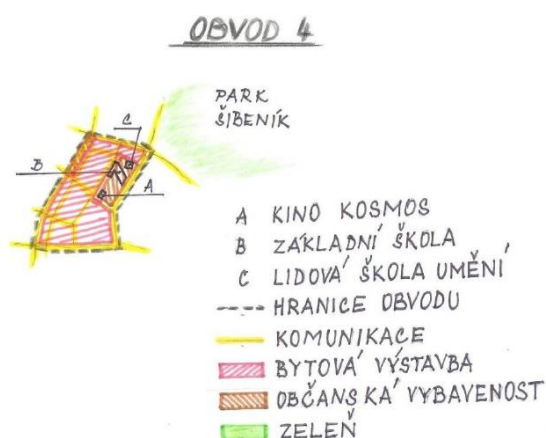 OBVOD 4
PARK
ŠIBENÍK
C
B
A
A KINO KOSMOS
B ZÁKLADNÍ ŠKOLA
C LIDOVÁ ŠKOLA UMĚNÍ
HRANICE OBVODU
KOMUNIKACE
BYTOVÁ VÝSTAVBA
OBČANSKÁ VYBAVENOST
ZELEŇ